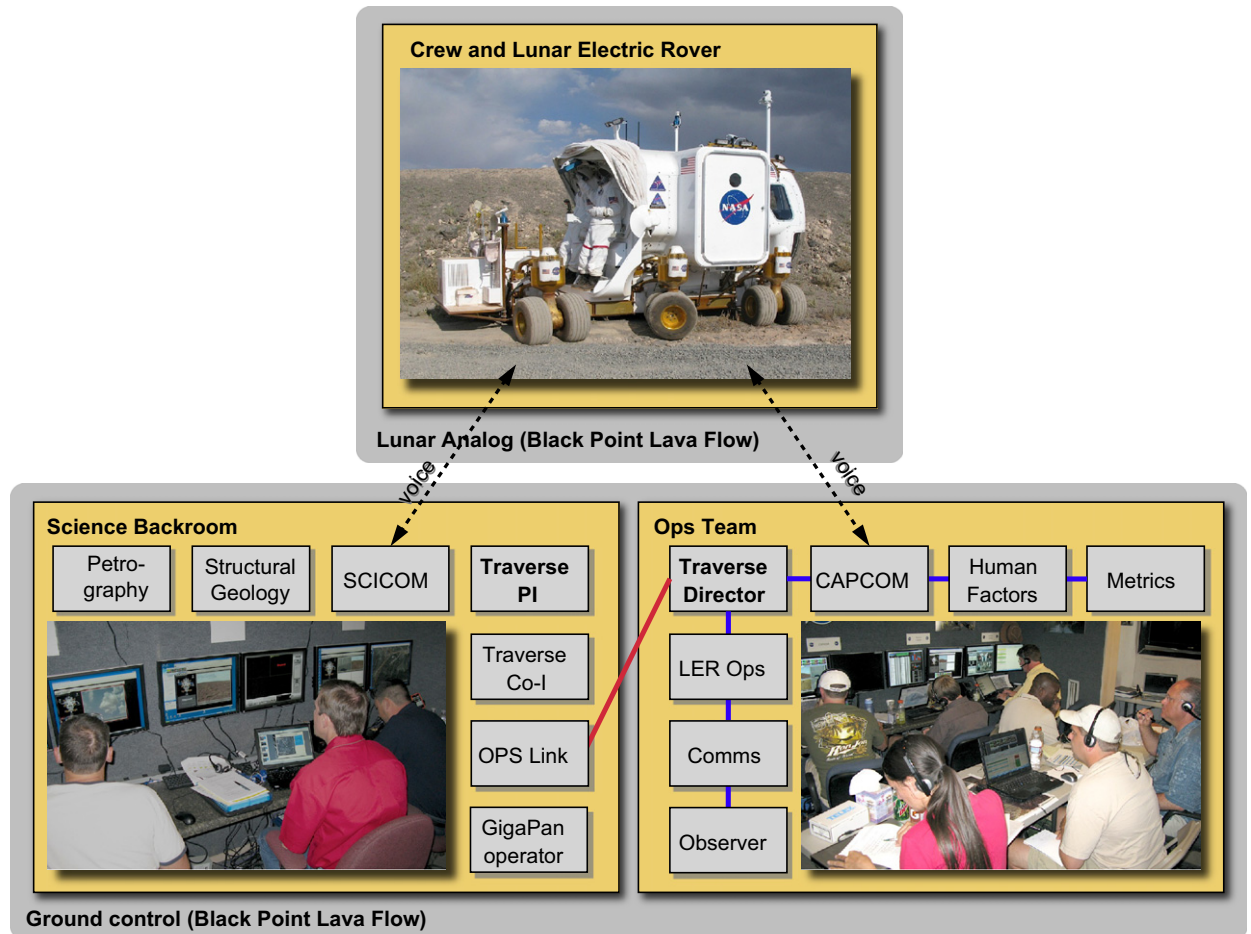 Crew and Lunar Electric Rover
NASA
Lunar Analog (Black Point Lava Flow)
voice
voice
Science Backroom
Petro-
graphy
Structural
Geology
SCICOM
Traverse
PI
Traverse
Co-I
OPS Link
GigaPan
operator
Ops Team
Traverse
Director
CAPCOM
Human
Factors
Metrics
LER Ops
Comms
Observer
Ground control (Black Point Lava Flow)